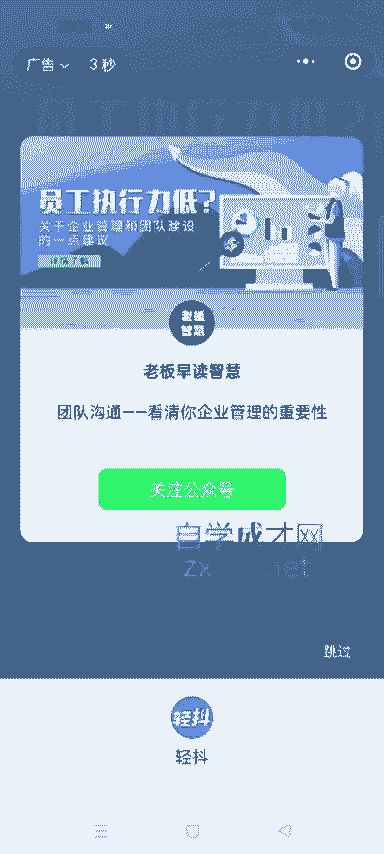 广告
3 秒
员工执行力低?
关于企业管理和团队建设
的一点建议
老板
智慧
老板早读智慧
团队沟通——看清你企业管理的重要性
关注公众号
自学成才网
跳过
轻抖
轻抖